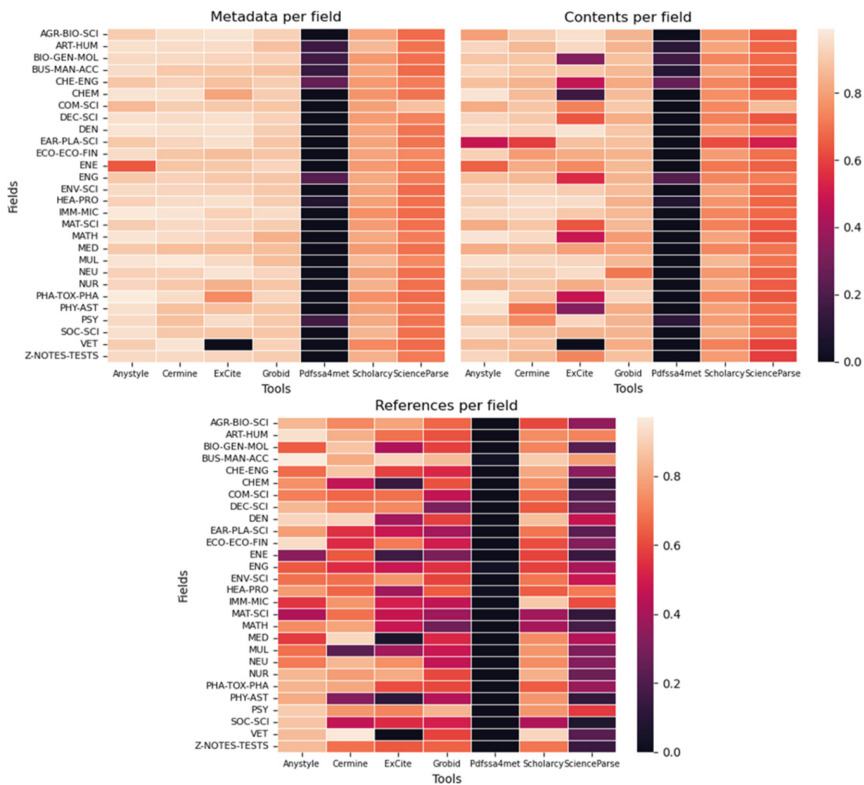 Metadata per field
Contents per field
AGR-BIO-SCI
ART-HUM
BIO-GEN-MOL
BUS-MAN-ACC
CHE-ENG
CHEM
COM-SCI
DEC-SCI
DEN
EAR-PLA-SCI
ECO-ECO-FIN
ENE
ENG
ENV-SCI
HEA-PRO
IMM-MIC
MAT-SCI
MATH
MED
MUL
NEU
NUR
PHA-TOX-PHA
PHY-AST
PSY
SOC-SCI
VET
Z-NOTES-TESTS
Fields
Anystyle Cermine ExCite Grobid Pdfssa4met Scholarcy ScienceParse
Tools
Anystyle Cermine ExCite Grobid Pdfssa4met Scholarcy ScienceParse
Tools
0.8
0.6
0.4
0.2
0.0
References per field
AGR-BIO-SCI
ART-HUM
BIO-GEN-MOL
BUS-MAN-ACC
CHE-ENG
CHEM
COM-SCI
DEC-SCI
DEN
EAR-PLA-SCI
ECO-ECO-FIN
ENE
ENG
ENV-SCI
HEA-PRO
IMM-MIC
MAT-SCI
MATH
MED
MUL
NEU
NUR
PHA-TOX-PHA
PHY-AST
PSY
SOC-SCI
VET
Z-NOTES-TESTS
Fields
Anystyle Cermine ExCite Grobid Pdfssa4met Scholarcy ScienceParse
Tools
0.8
0.6
0.4
0.2
0.0